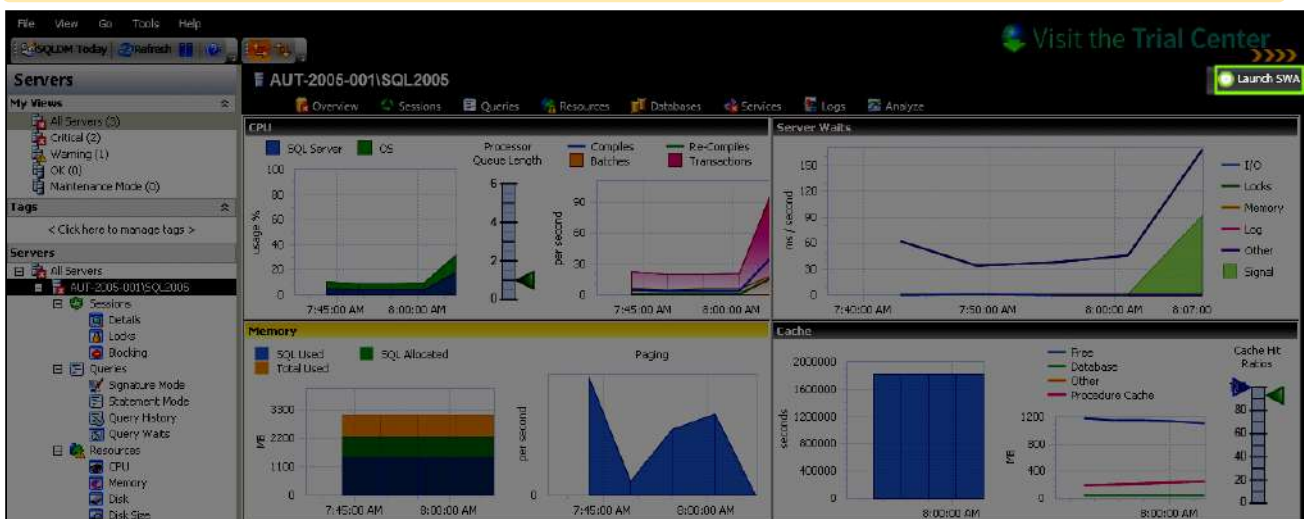 File View Go Tools Help
SQLDM Today Refresh
Visit the Trial Center
Launch SWA
Servers
AUT-2005-001\SQL2005
Overview Sessions Queries Resources Databases Services Logs Analyze
My Views
All Servers (3)
Critical (2)
Warning (1)
OK (0)
Maintenance Mode (0)
Tags
< Click here to manage tags >
Servers
All Servers
AUT-2005-001\SQL2005
Sessions
Details
Locks
Blocking
Queries
Signature Mode
Statement Mode
Query History
Query Waits
Resources
CPU
Memory
Disk
Disk Size
CPU
SQL Server OS
usage %
100
80
60
40
20
0
7:45:00 AM 8:00:00 AM
Processor
Queue Length
6
4
2
0
Compiles Re-Compiles
Batches Transactions
per second
90
60
30
0
7:45:00 AM 8:00:00 AM
Server Waits
ms / second
150
120
90
60
30
0
7:40:00 AM 7:50:00 AM 8:00:00 AM 8:07:00
I/O
Locks
Memory
Log
Other
Signal
Memory
SQL Used SQL Allocated
Total Used
MB
3300
2200
1100
0
7:45:00 AM 8:00:00 AM
Paging
per second
0
7:45:00 AM 8:00:00 AM
Cache
seconds
2000000
1600000
1200000
800000
400000
0
8:00:00 AM
Free
Database
Other
Procedure Cache
MB
1200
800
400
0
8:00:00 AM
Cache Hit
Ratios
80
60
40
20
0